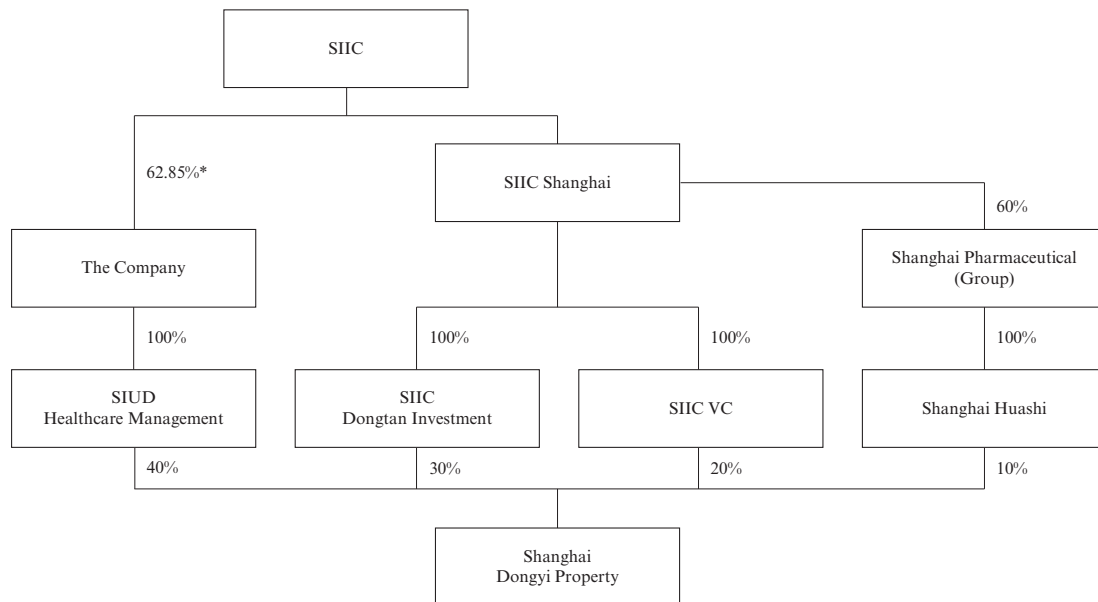 SIIC
62.85%*
SIIC Shanghai
60%
The Company
Shanghai Pharmaceutical
(Group)
100%
100%
100%
100%
SIUD
Healthcare Management
SIIC
Dongtan Investment
SIIC VC
Shanghai Huashi
40%
30%
20%
10%
Shanghai
Dongyi Property